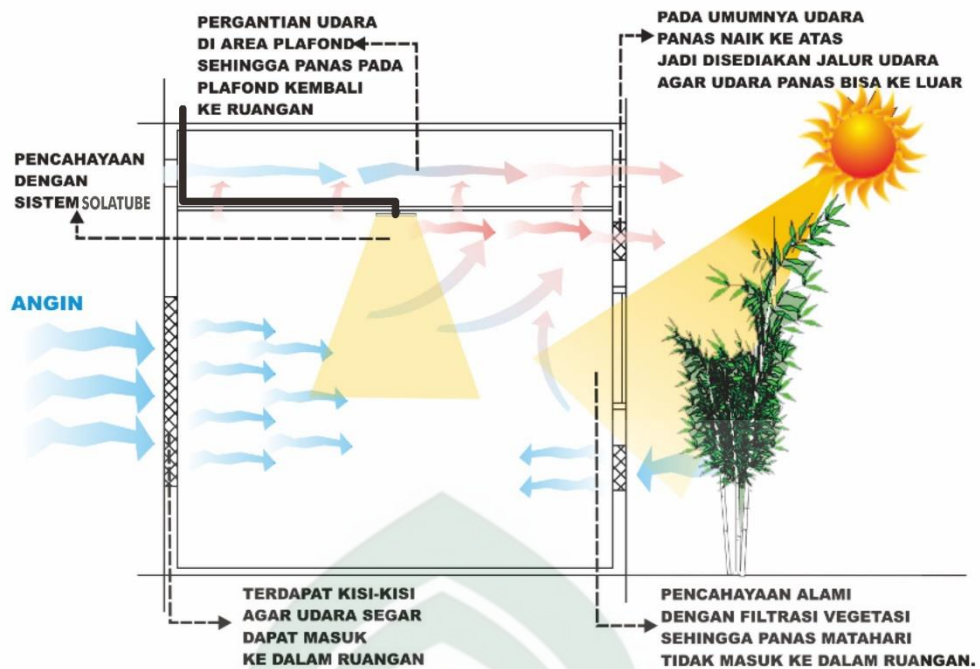 PERGANTIAN UDARA
DI AREA PLAFOND
SEHINGGA PANAS PADA
PLAFOND KEMBALI
KE RUANGAN
PADA UMUMNYA UDARA
PANAS NAIK KE ATAS
JADI DISEDIAKAN JALUR UDARA
AGAR UDARA PANAS BISA KE LUAR
PENCAHAYAAN
DENGAN
SISTEM SOLATUBE
ANGIN
TERDAPAT KISI-KISI
AGAR UDARA SEGAR
DAPAT MASUK
KE DALAM RUANGAN
PENCAHAYAAN ALAMI
DENGAN FILTRASI VEGETASI
SEHINGGA PANAS MATAHARI
TIDAK MASUK KE DALAM RUANGAN.